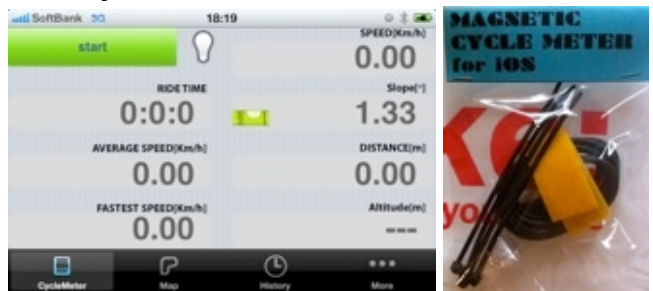 SoftBank 3G 18:19
start
SPEED[Km/h]
0.00
RIDE TIME
0:0:0
Slope[°]
1.33
AVERAGE SPEED[Km/h]
0.00
DISTANCE[m]
0.00
FASTEST SPEED[Km/h]
0.00
Altitude[m]
---
CycleMeter
Map
History
More
MAGNETIC
CYCLE METER
for iOS